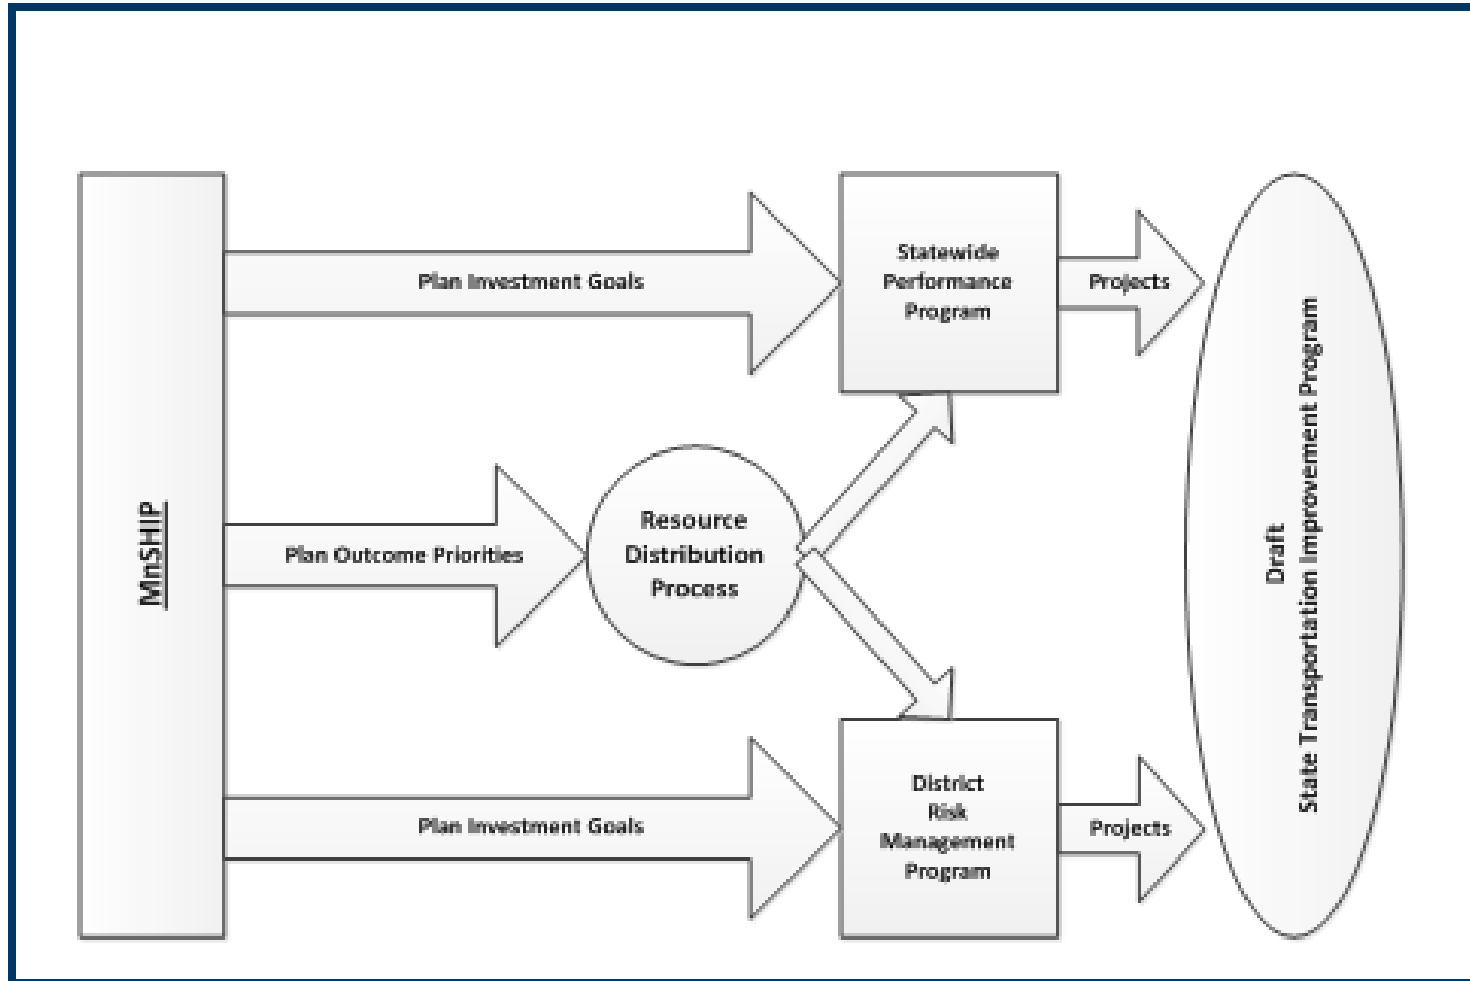 MnSHIP
Plan Investment Goals
Statewide
Performance
Program
Projects
Plan Outcome Priorities
Resource
Distribution
Process
Plan Investment Goals
District
Risk
Management
Program
Projects
Draft
State Transportation Improvement Program